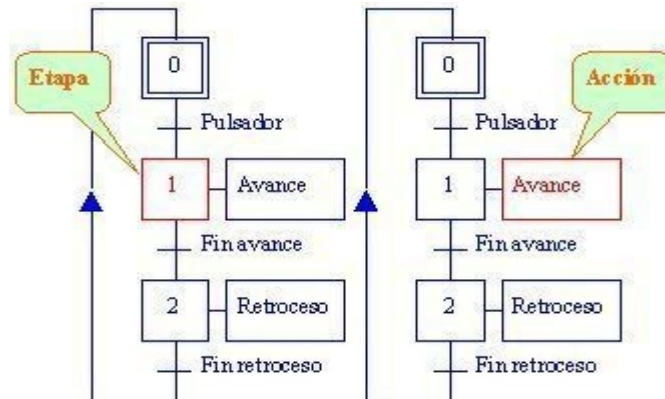 Etapa
0
Pulsador
1
Avance
Fin avance
2
Retroceso
Fin retroceso
Acción
0
Pulsador
1
Avance
Fin avance
2
Retroceso
Fin retroceso